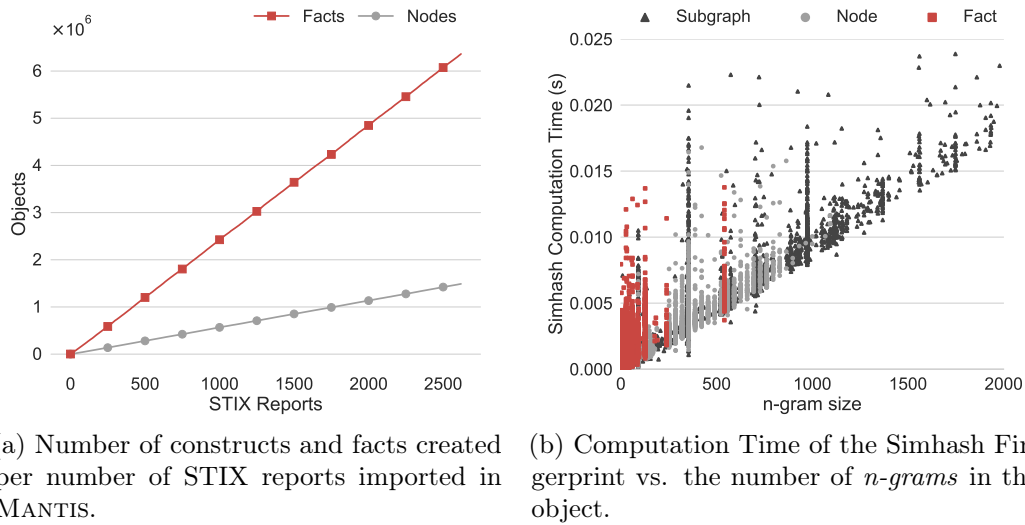 ×10⁶
Facts Nodes
6
5
4
3
2
1
0
Objects
0 500 1000 1500 2000 2500
STIX Reports
(a) Number of constructs and facts created
per number of STIX reports imported in
MANTIS.
Subgraph Node Fact
0.025
0.020
0.015
0.010
0.005
0.000
Simhash Computation Time (s)
0 500 1000 1500 2000
n-gram size
(b) Computation Time of the Simhash Fin
gerprint vs. the number of n-grams in th
object.